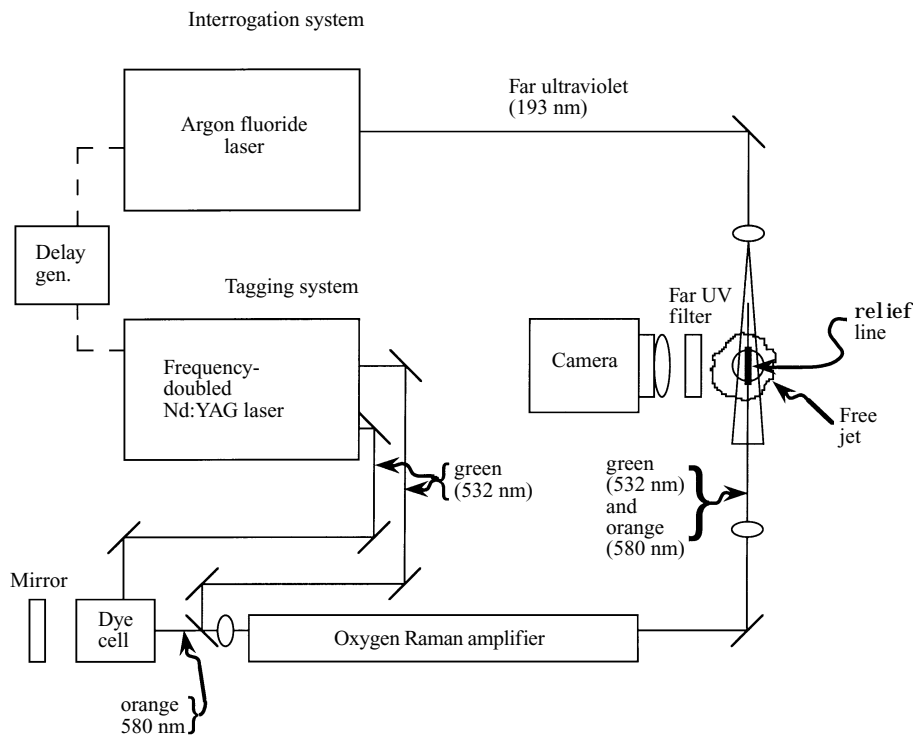 Interrogation system
Argon fluoride
laser
Far ultraviolet
(193 nm)
Delay
gen.
Tagging system
Frequency-
doubled
Nd:YAG laser
Camera
Far UV
filter
relief
line
Free
jet
green
(532 nm)
green
(532 nm)
and
orange
(580 nm)
Mirror
Dye
cell
Oxygen Raman amplifier
orange
580 nm